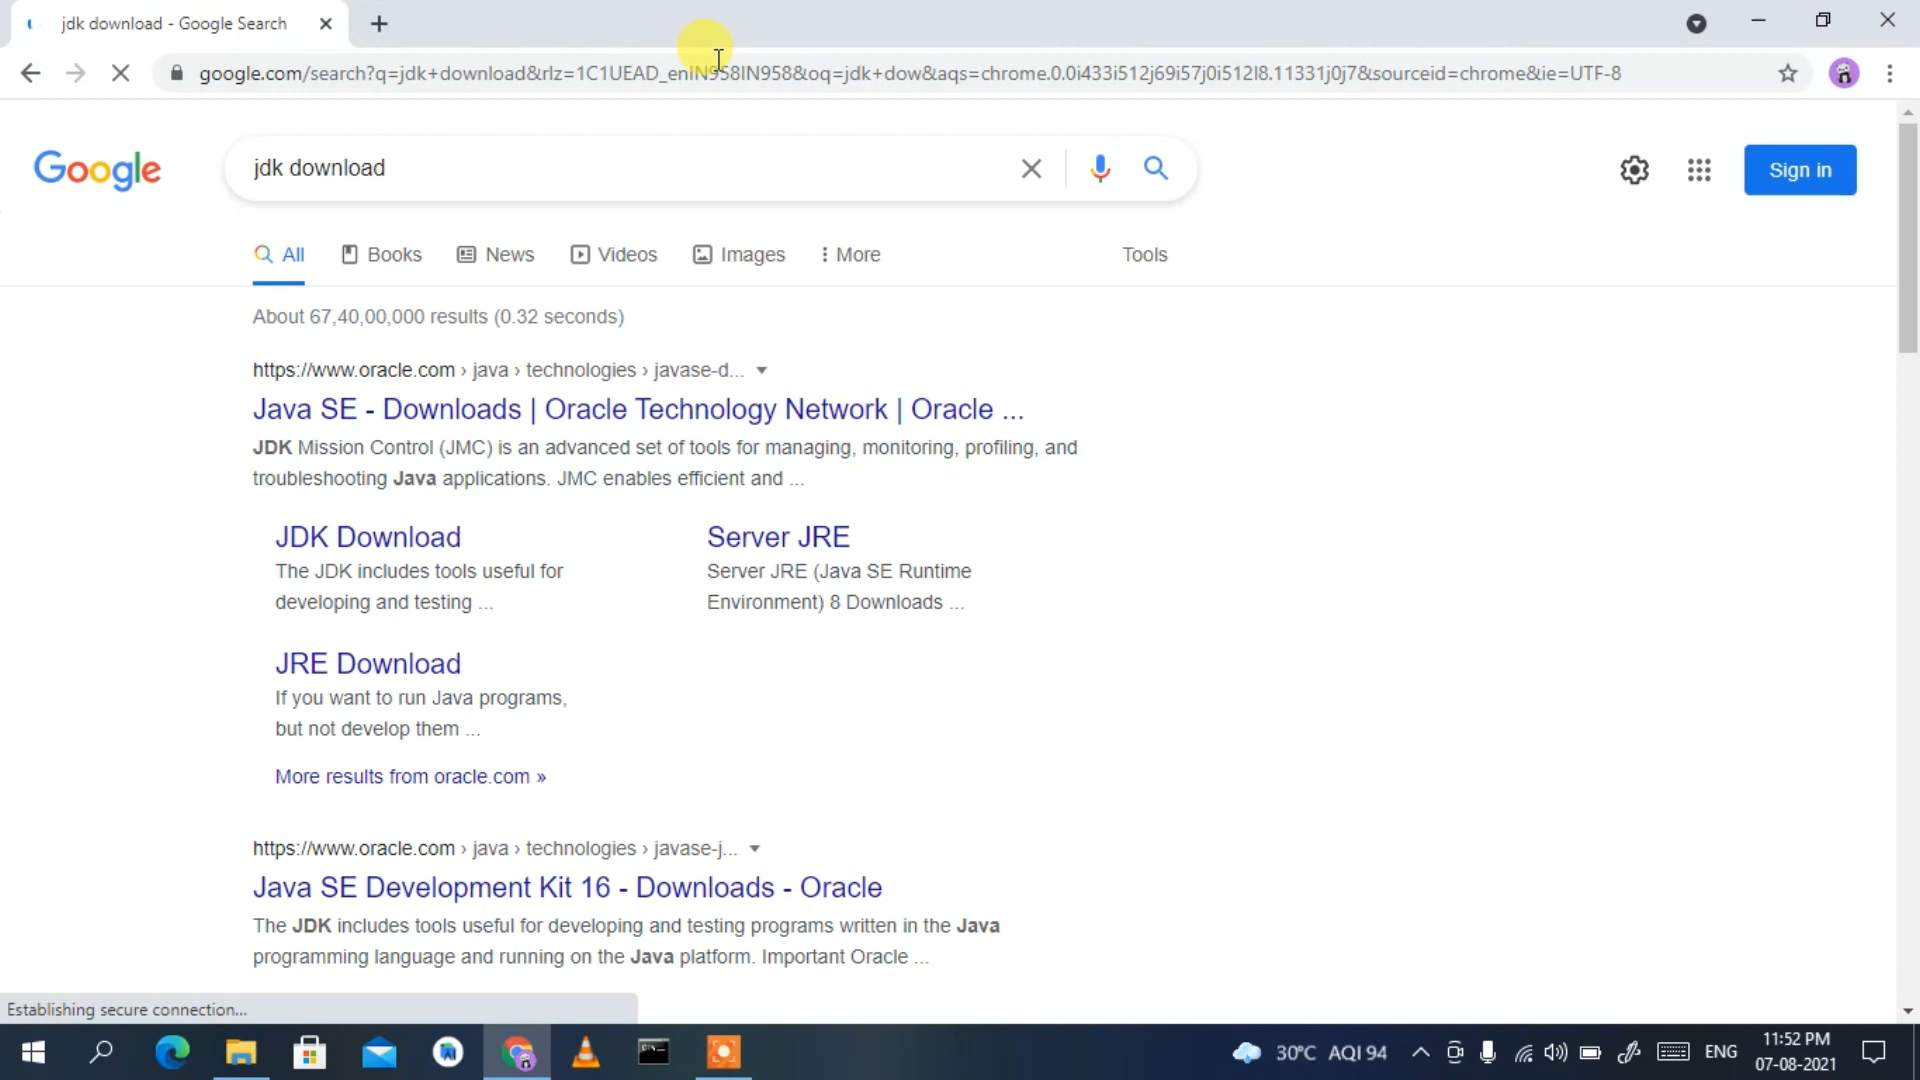 jdk download - Google Search
google.com/search?q=jdk+download&rlz=1C1UEAD_enIN958IN958&oq=jdk+dow&aqs=chrome.0.0i433i512j69i57j0i512l8.11331j0j7&sourceid=chrome&ie=UTF-8
Google
jdk download
Sign in
All
Books
News
Videos
Images
More
Tools
About 67,40,00,000 results (0.32 seconds)
https://www.oracle.com › java › technologies › javase-d...
Java SE - Downloads | Oracle Technology Network | Oracle ...
JDK Mission Control (JMC) is an advanced set of tools for managing, monitoring, profiling, and
troubleshooting Java applications. JMC enables efficient and ...
JDK Download
The JDK includes tools useful for
developing and testing ...
Server JRE
Server JRE (Java SE Runtime
Environment) 8 Downloads ...
JRE Download
If you want to run Java programs,
but not develop them ...
More results from oracle.com »
https://www.oracle.com › java › technologies › javase-j...
Java SE Development Kit 16 - Downloads - Oracle
The JDK includes tools useful for developing and testing programs written in the Java
programming language and running on the Java platform. Important Oracle ...
Establishing secure connection...
30°C AQI 94
ENG
11:52 PM
07-08-2021